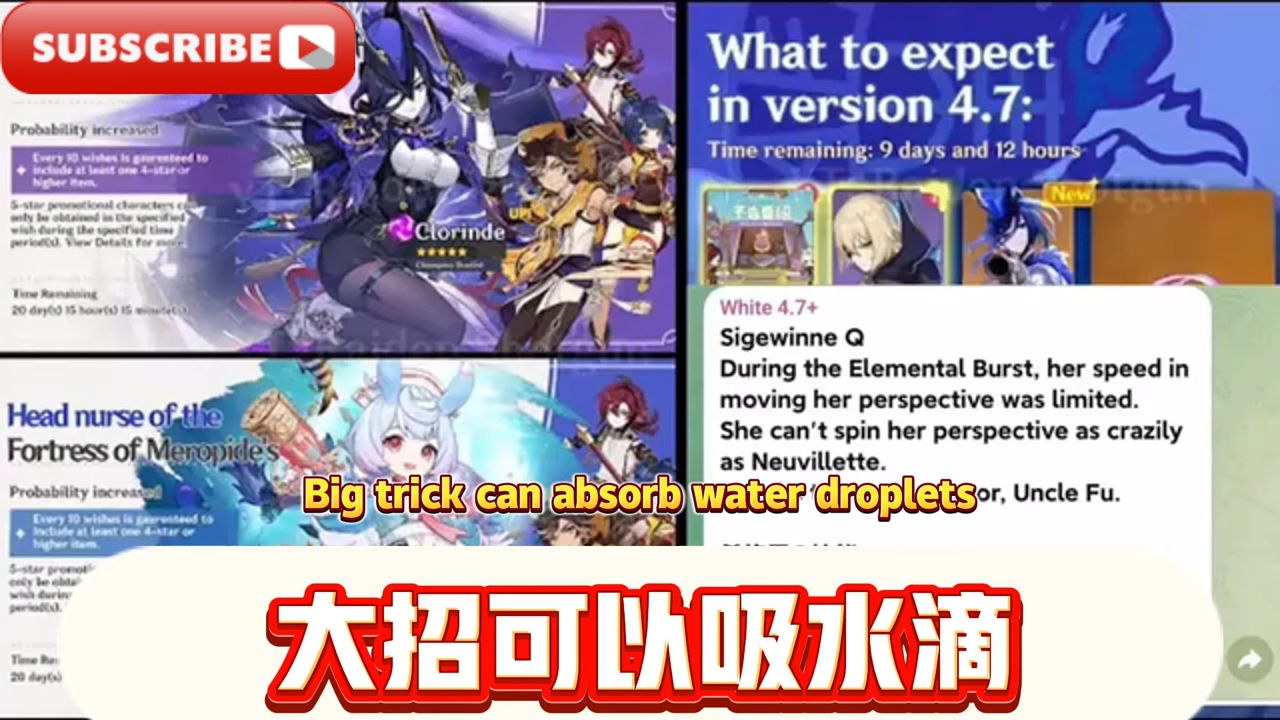 SUBSCRIBE
Probability increased
Every 10 wishes is gauranteed to
include at least one 4-star or
higher item.
5-star promotional characters c
only be obtained in the specified
wish during the specified time
period(s). View Details for more
Time Remaining
20 day(s) 15 hour(s) 15 minute(s)
UP!
Clorinde
What to expect
in version 4.7:
Time remaining: 9 days and 12 hours
New
Head nurse of the
Fortress of Meropide's
Probability increased
Every 10 wishes is gauranteed to
include at least one 4-star or
higher item.
5-star promoti
only be obta
wish durin
period(s).
Time Re
20 day(s)
White 4.7+
Sigewinne Q
During the Elemental Burst, her speed in
moving her perspective was limited.
She can't spin her perspective as crazily
as Neuvillette.
or, Uncle Fu.
Big trick can absorb water droplets
大招可以吸水滴